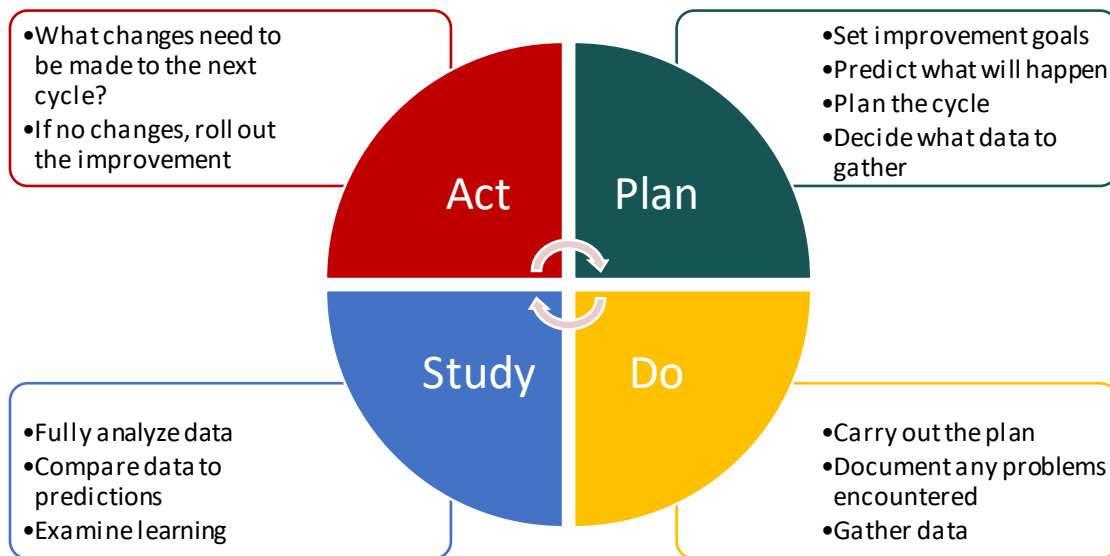 •What changes need to
be made to the next
cycle?
•If no changes, roll out
the improvement
•Set improvement goals
•Predict what will happen
•Plan the cycle
•Decide what data to
gather
Act
Plan
Study
Do
•Fully analyze data
•Compare data to
predictions
•Examine learning
•Carry out the plan
•Document any problems
encountered
•Gather data